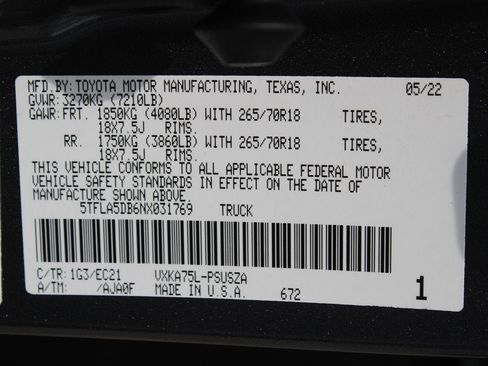 MFD.BY:TOYOTA MOTOR MANUFACTURING, TEXAS, INC. 05/22
GVWR:3270KG (7210LB)
GAWR:FRT. 1850KG (4080LB) WITH 265/70R18 TIRES,
18X7.5J RIMS.
RR. 1750KG (3860LB) WITH 265/70R18 TIRES,
18X7.5J RIMS.
THIS VEHICLE CONFORMS TO ALL APPLICABLE FEDERAL MOTOR
VEHICLE SAFETY STANDARDS IN EFFECT ON THE DATE OF
MANUFACTURE SHOWN ABOVE.
5TFLA5DB6NX031769 TRUCK
C/TR:1G3/EC21 VXKA75L-PSUSZA
A/TM: /AJA0F MADE IN U.S.A. 672 1